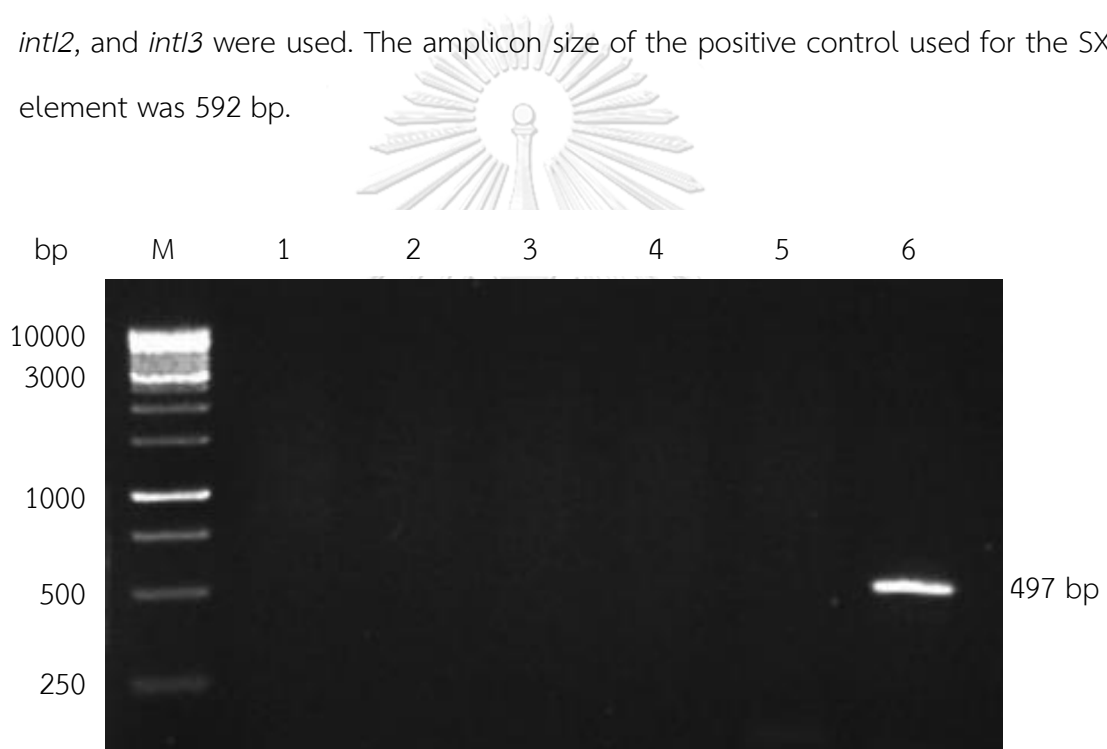 intI2, and intI3 were used. The amplicon size of the positive control used for the SX
element was 592 bp.
bp M 1 2 3 4 5 6
10000
3000
1000
500
497 bp
250